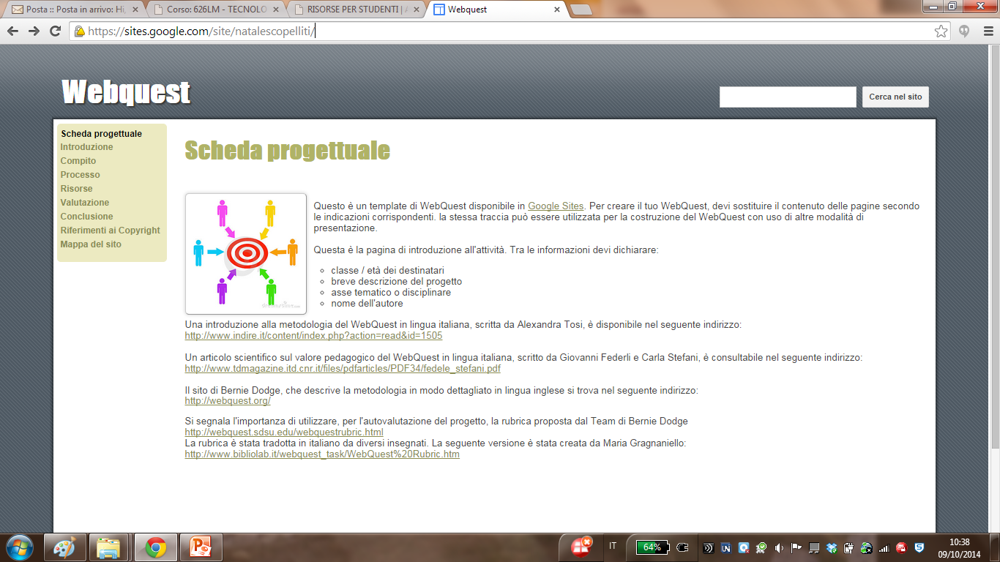 Posta :: Posta in arrivo: Hi,
Corso: 626LM - TECNOLO
RISORSE PER STUDENTI | A
Webquest
https://sites.google.com/site/natalescopelliti/
Webquest
Cerca nel sito
Scheda progettuale
Introduzione
Compito
Processo
Risorse
Valutazione
Conclusione
Riferimenti ai Copyright
Mappa del sito
Scheda progettuale
Questo è un template di WebQuest disponibile in Google Sites. Per creare il tuo WebQuest, devi sostituire il contenuto delle pagine secondo
le indicazioni corrispondenti. la stessa traccia può essere utilizzata per la costruzione del WebQuest con uso di altre modalità di
presentazione.
Questa è la pagina di introduzione all'attività. Tra le informazioni devi dichiarare:
classe / età dei destinatari
breve descrizione del progetto
asse tematico o disciplinare
nome dell'autore
Una introduzione alla metodologia del WebQuest in lingua italiana, scritta da Alexandra Tosi, è disponibile nel seguente indirizzo:
http://www.indire.it/content/index.php?action=read&id=1505
Un articolo scientifico sul valore pedagogico del WebQuest in lingua italiana, scritto da Giovanni Federli e Carla Stefani, è consultabile nel seguente indirizzo:
http://www.tdmagazine.itd.cnr.it/files/pdfarticles/PDF34/fedele_stefani.pdf
Il sito di Bernie Dodge, che descrive la metodologia in modo dettagliato in lingua inglese si trova nel seguente indirizzo:
http://webquest.org/
Si segnala l'importanza di utilizzare, per l'autovalutazione del progetto, la rubrica proposta dal Team di Bernie Dodge
http://webquest.sdsu.edu/webquestrubric.html
La rubrica è stata tradotta in italiano da diversi insegnati. La seguente versione è stata creata da Maria Gragnaniello:
http://www.bibliolab.it/webquest_task/WebQuest%20Rubric.htm
IT
64%
10:38
09/10/2014